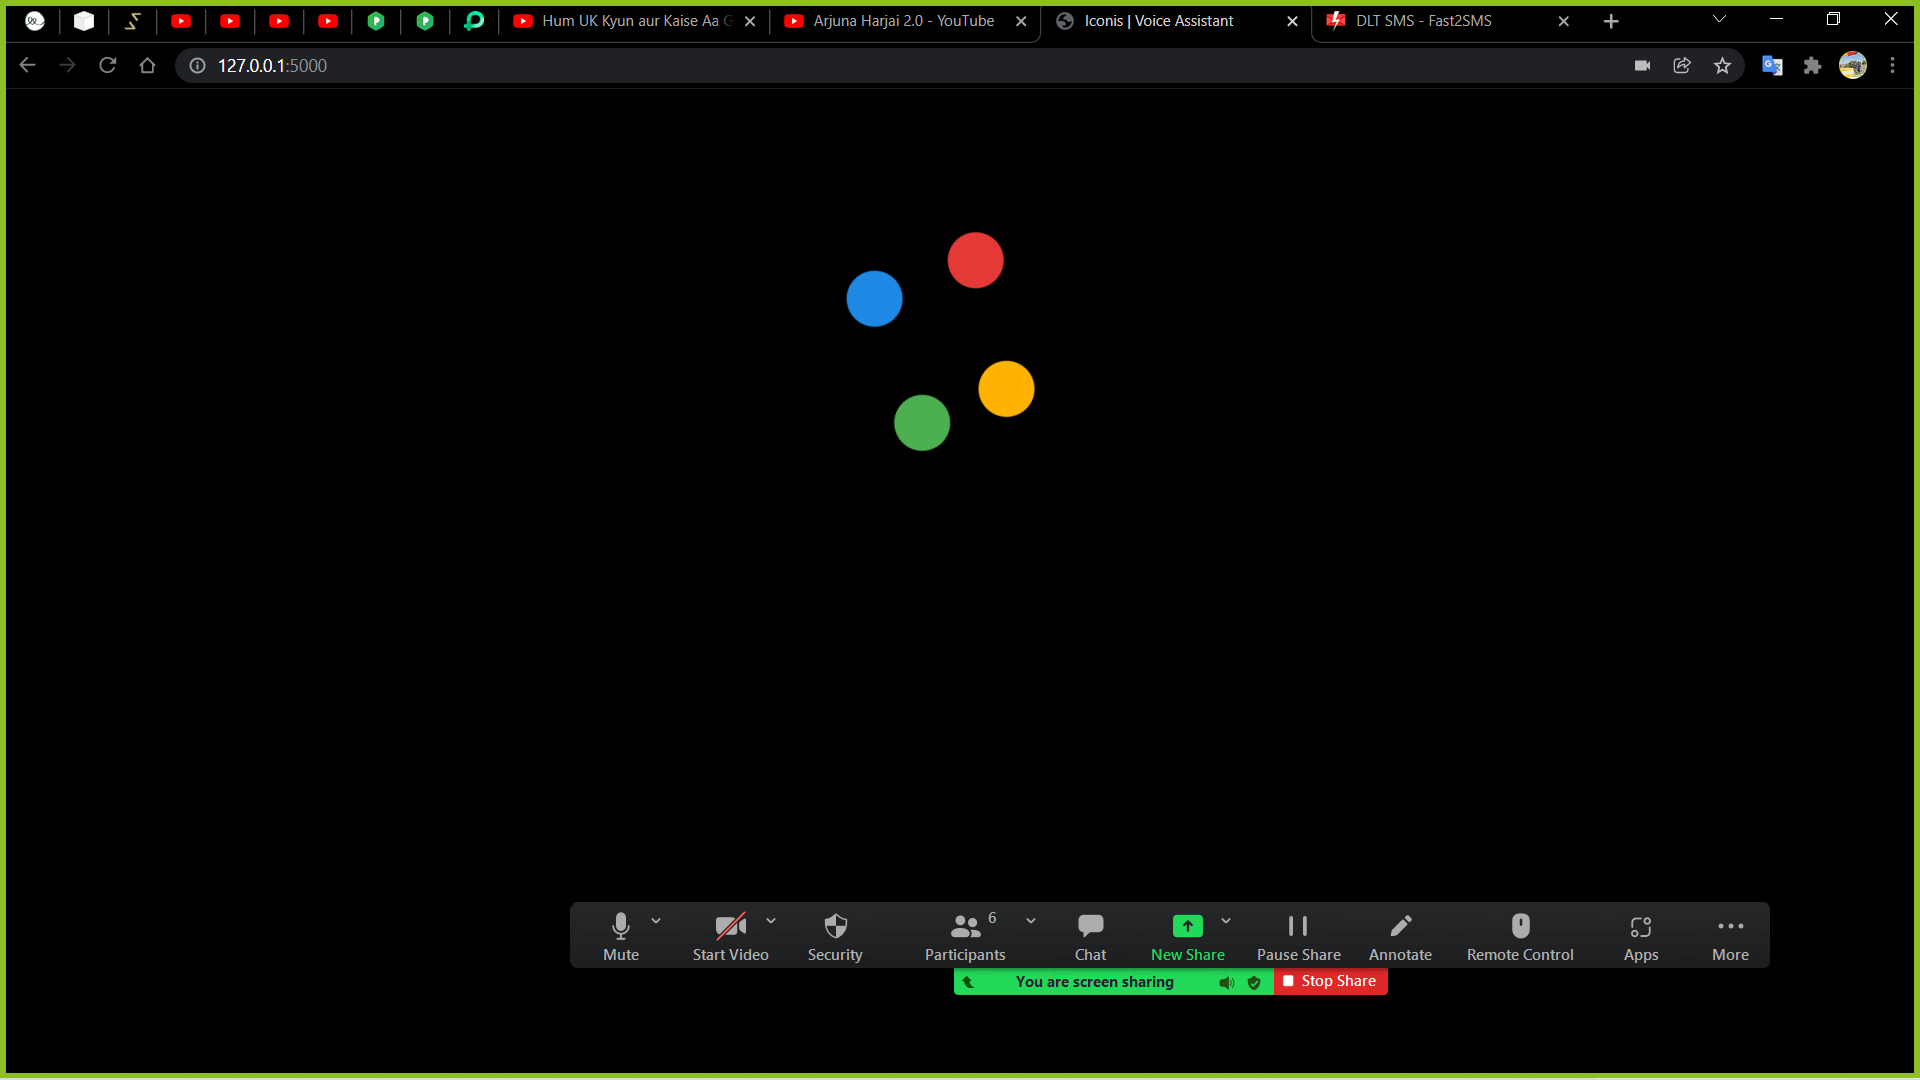 Hum UK Kyun aur Kaise Aa G
Arjuna Harjai 2.0 - YouTube
Iconis | Voice Assistant
DLT SMS - Fast2SMS
127.0.0.1:5000
6
Mute
Start Video
Security
Participants
Chat
New Share
Pause Share
Annotate
Remote Control
Apps
More
You are screen sharing
Stop Share